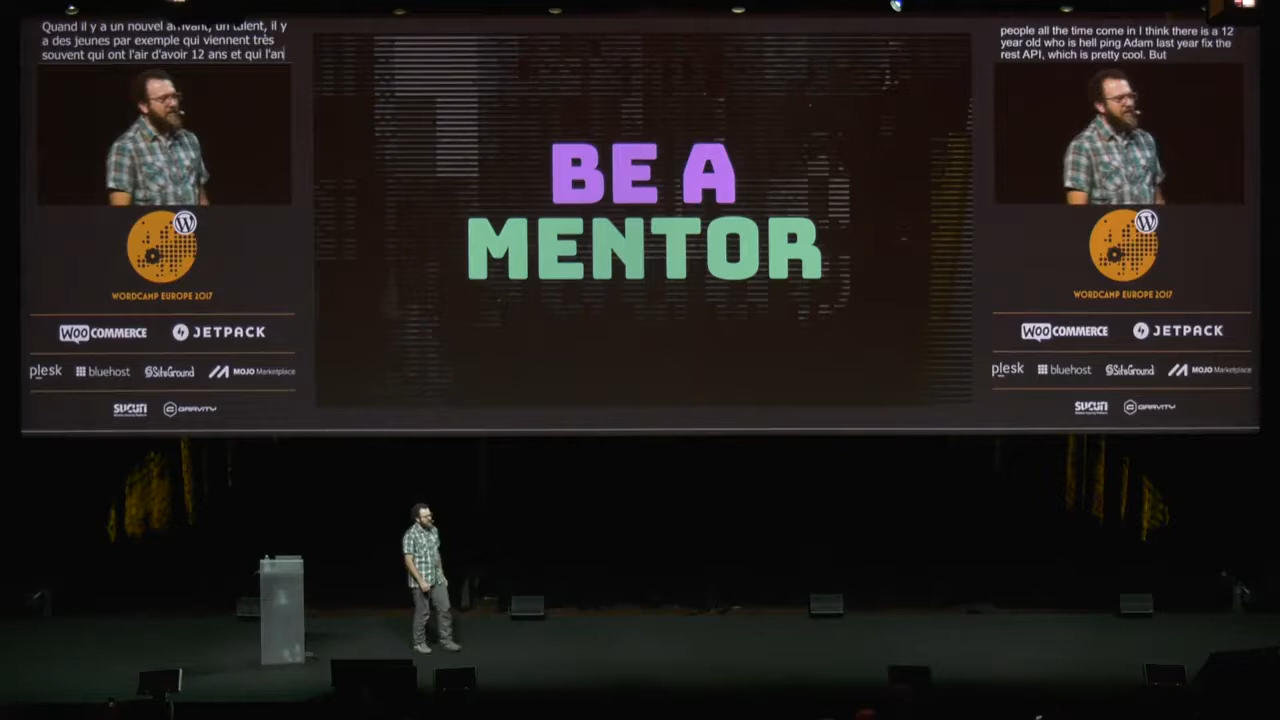 Quand il y a un nouvel arrivant, un talent, il y
a des jeunes par exemple qui viennent très
souvent qui ont l'air d'avoir 12 ans et qui l'an
people all the time come in I think there is a 12
year old who is hell ping Adam last year fix the
rest API, which is pretty cool. But
BE A
MENTOR
W
WORDCAMP EUROPE 2017
WOO COMMERCE JETPACK
plesk bluehost SiteGround MOJO Marketplace
SUCURI GRAVITY
W
WORDCAMP EUROPE 2017
WOO COMMERCE JETPACK
plesk bluehost SiteGround MOJO Marketplace
SUCURI GRAVITY